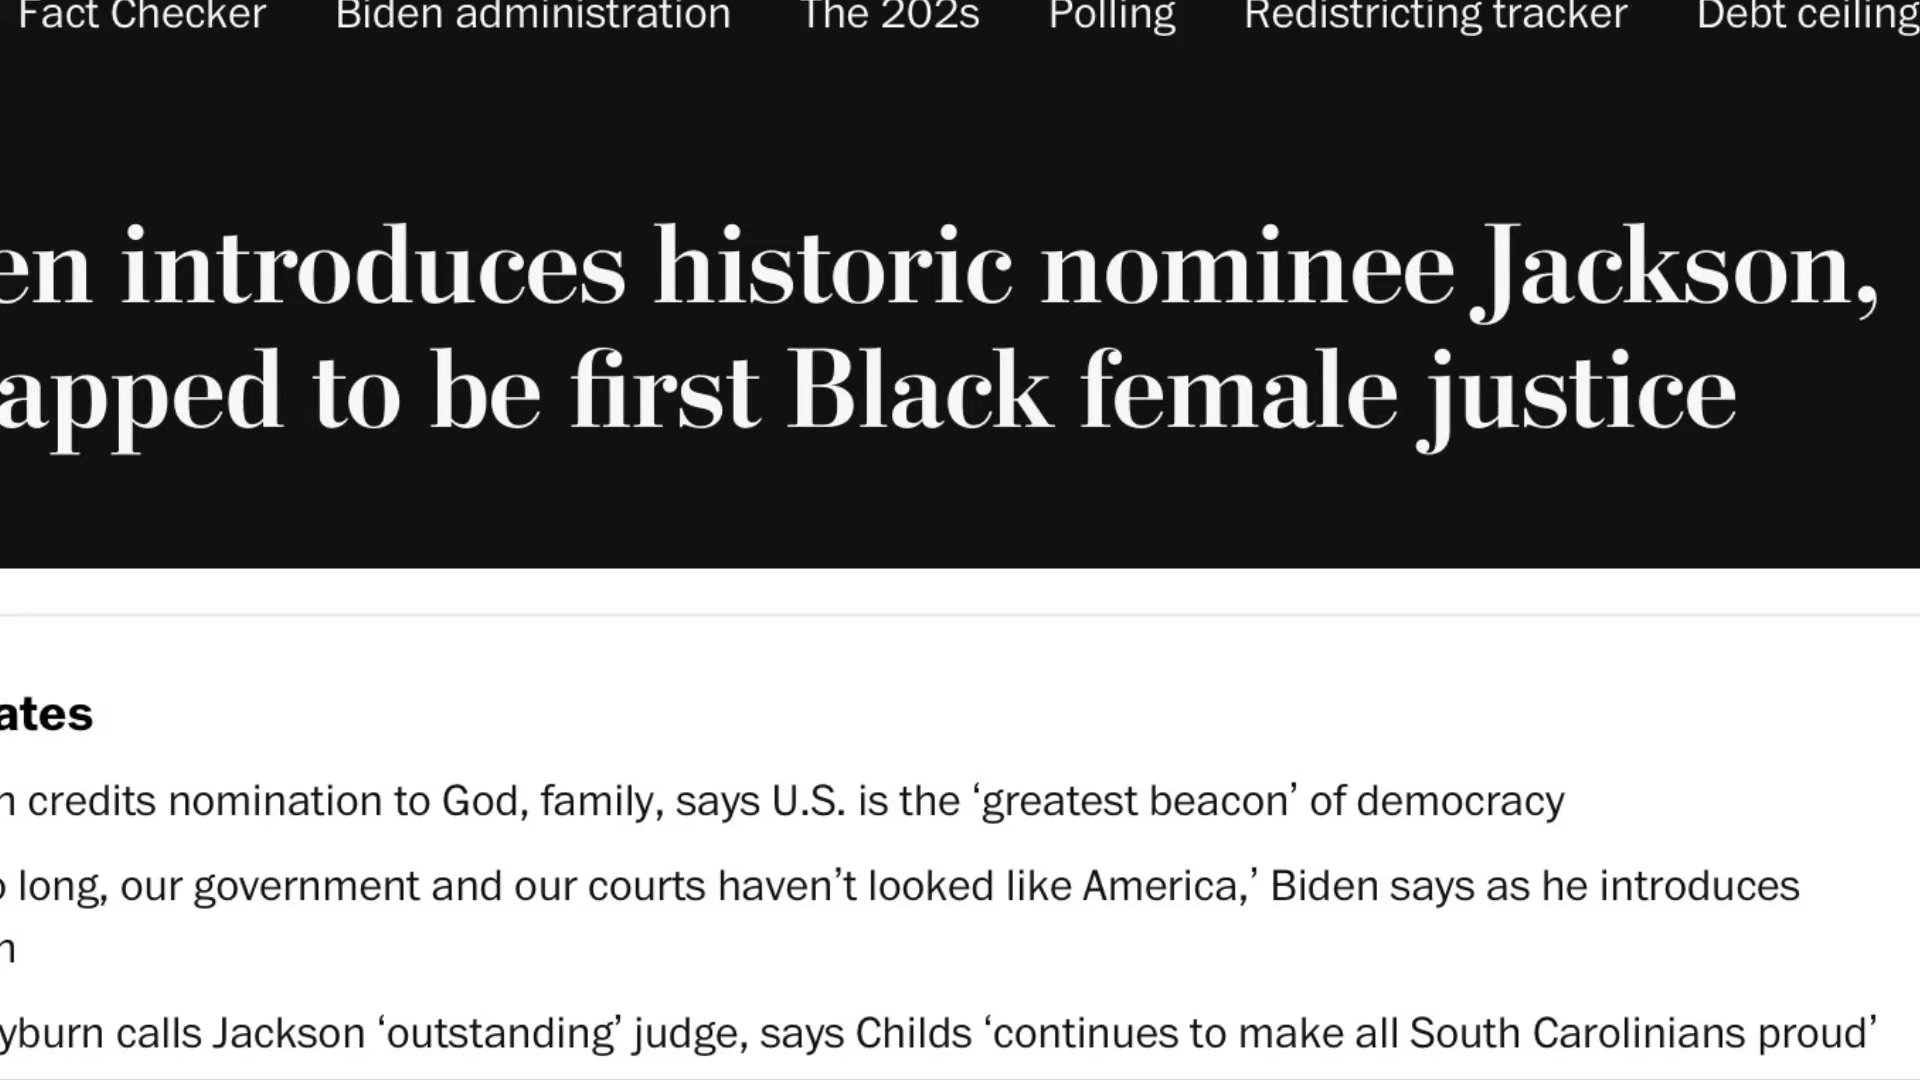 Fact Checker Biden administration The 202s Polling Redistricting tracker Debt ceiling
en introduces historic nominee Jackson,
apped to be first Black female justice
ates
n credits nomination to God, family, says U.S. is the ‘greatest beacon’ of democracy
o long, our government and our courts haven’t looked like America,’ Biden says as he introduces
n
yburn calls Jackson ‘outstanding’ judge, says Childs ‘continues to make all South Carolinians proud’